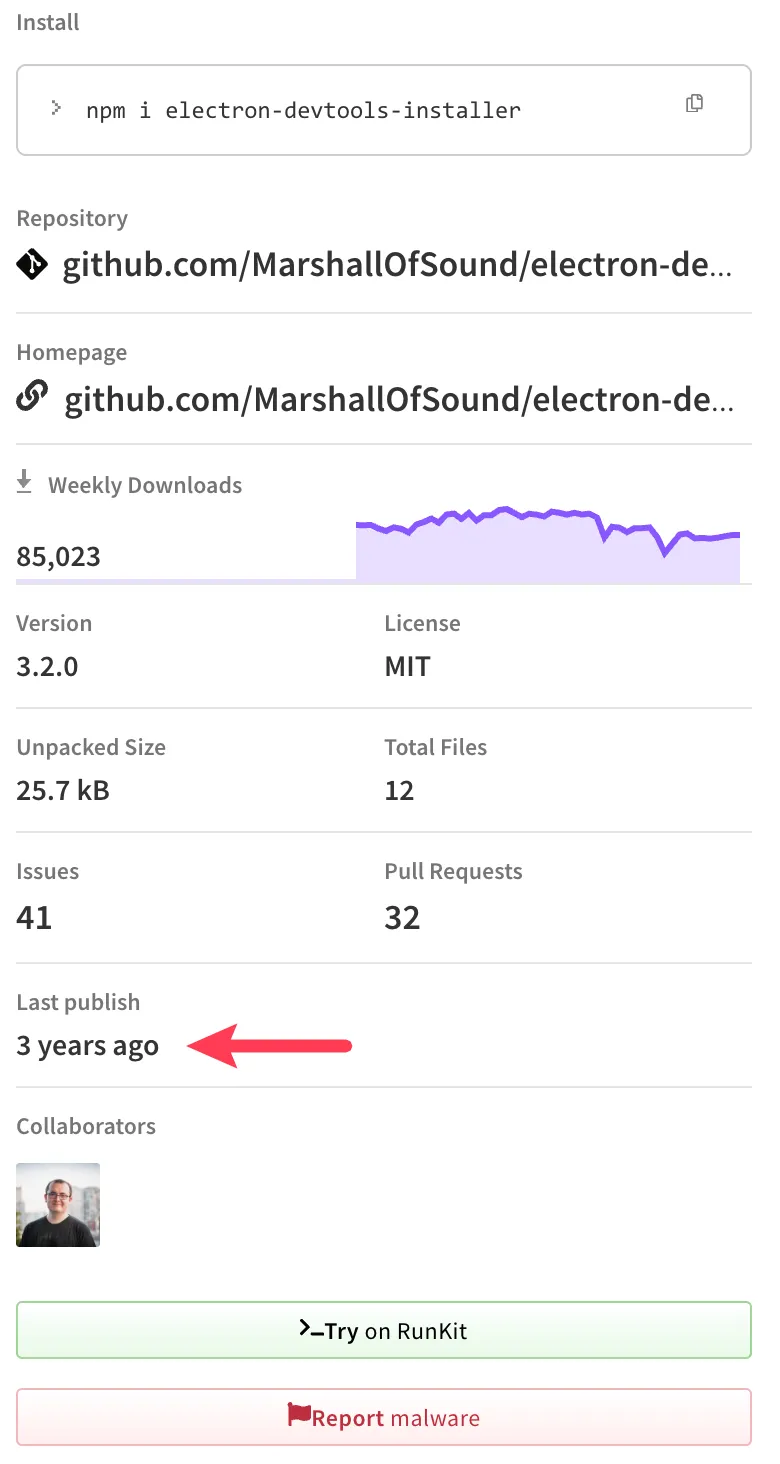 Install
npm i electron-devtools-installer
Repository
github.com/MarshallOfSound/electron-de...
Homepage
github.com/MarshallOfSound/electron-de...
Weekly Downloads
85,023
Version
License
3.2.0
MIT
Unpacked Size
Total Files
25.7 kB
12
Issues
Pull Requests
41
32
Last publish
3 years ago
Collaborators
Try on RunKit
Report malware